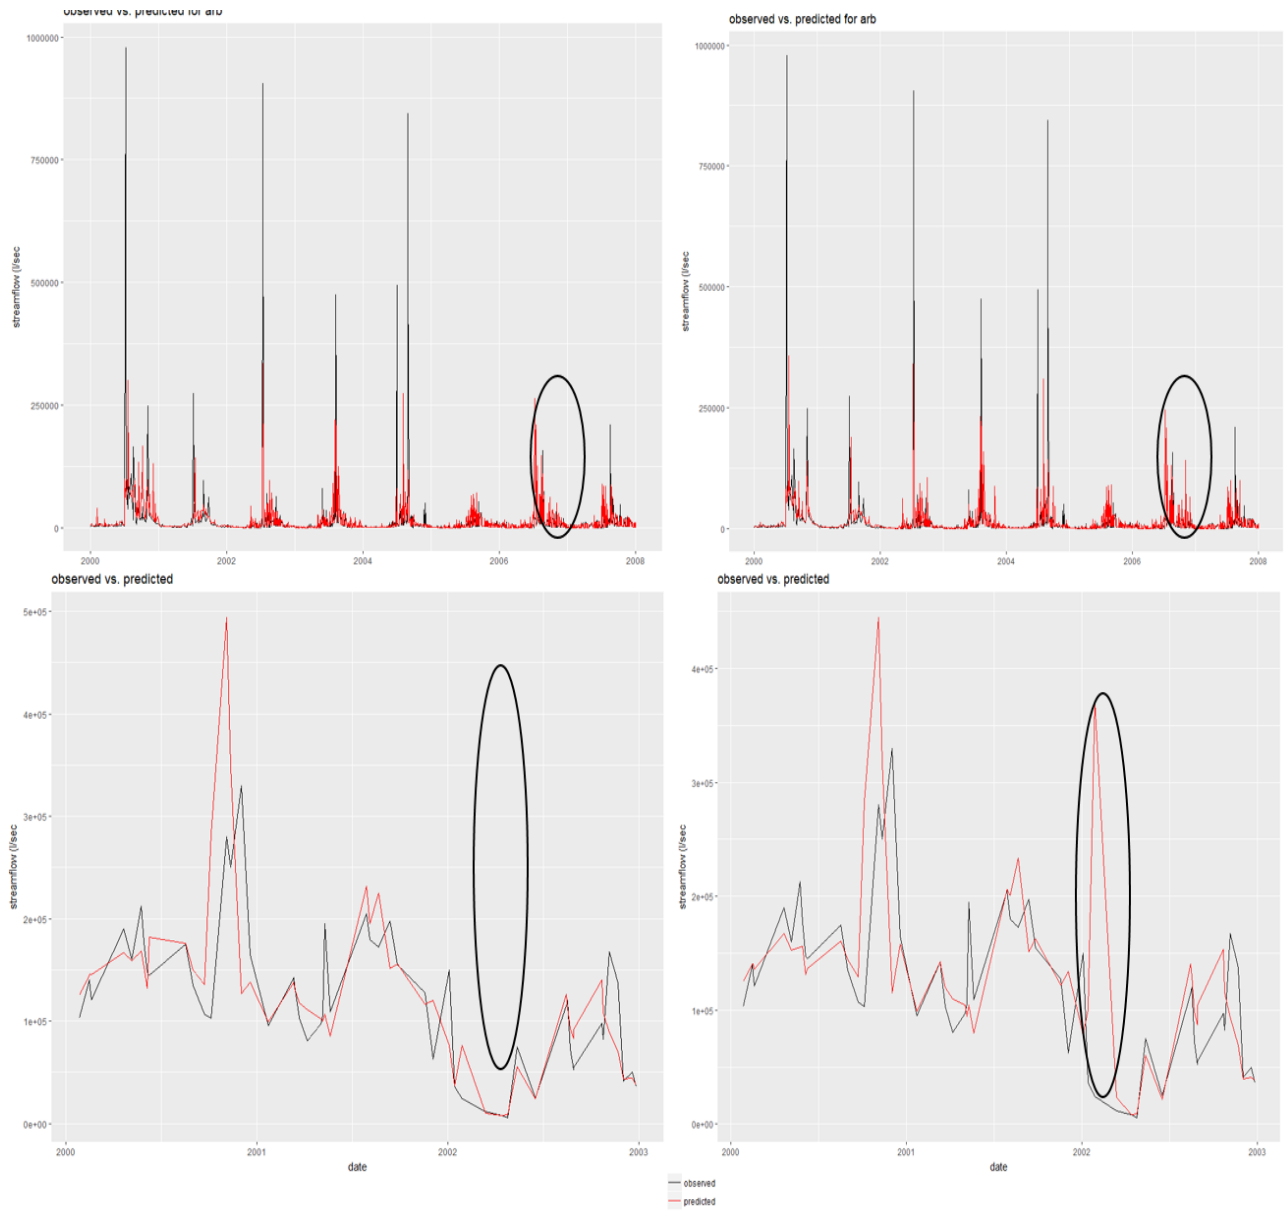 observed vs. predicted for arb
1000000
750000
500000
250000
0
streamflow (l/sec
2000
2002
2004
2006
2008
observed vs. predicted for arb
1000000
750000
500000
250000
0
streamflow (l/sec
2000
2002
2004
2006
2008
observed vs. predicted
5e+05
4e+05
3e+05
2e+05
1e+05
0e+00
streamflow (l/sec
2000
2001
2002
2003
date
observed vs. predicted
4e+05
3e+05
2e+05
1e+05
0e+00
streamflow (l/sec
2000
2001
2002
2003
date
observed
predicted